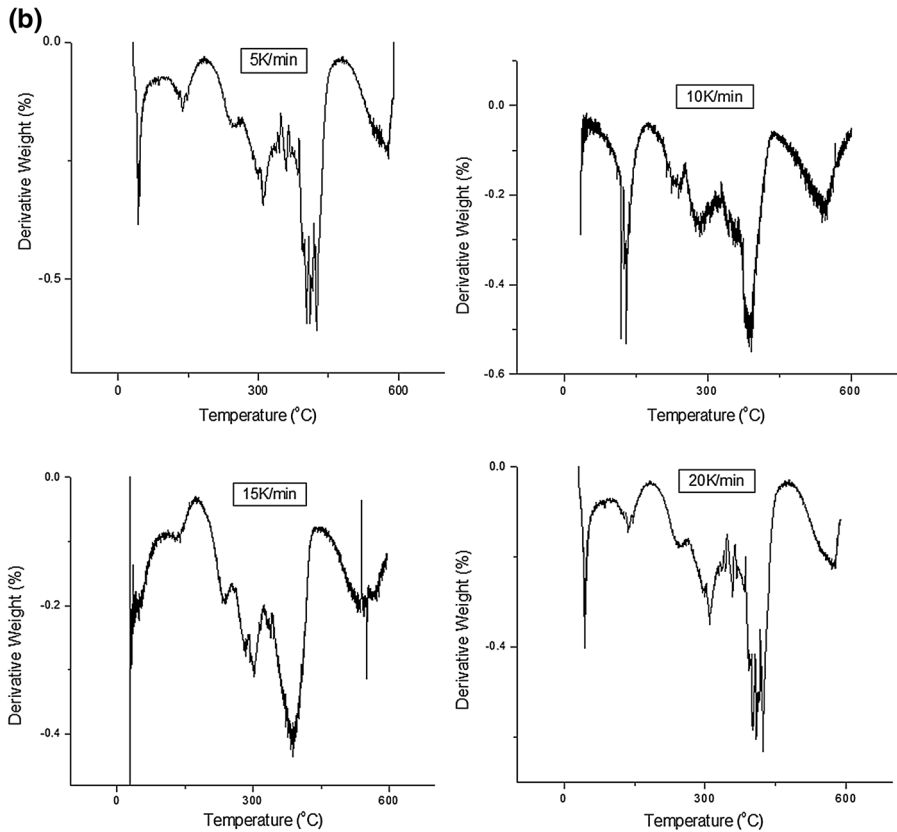 (b)
5K/min
0.0
-0.5
Derivative Weight (%)
0
300
600
Temperature (°C)
10K/min
0.0
-0.2
-0.4
-0.6
Derivative Weight (%)
0
300
600
Temperature (°C)
15K/min
0.0
-0.2
-0.4
Derivative Weight (%)
0
300
600
Temperature (°C)
20K/min
0.0
-0.4
Derivative Weight (%)
0
300
600
Temperature (°C)